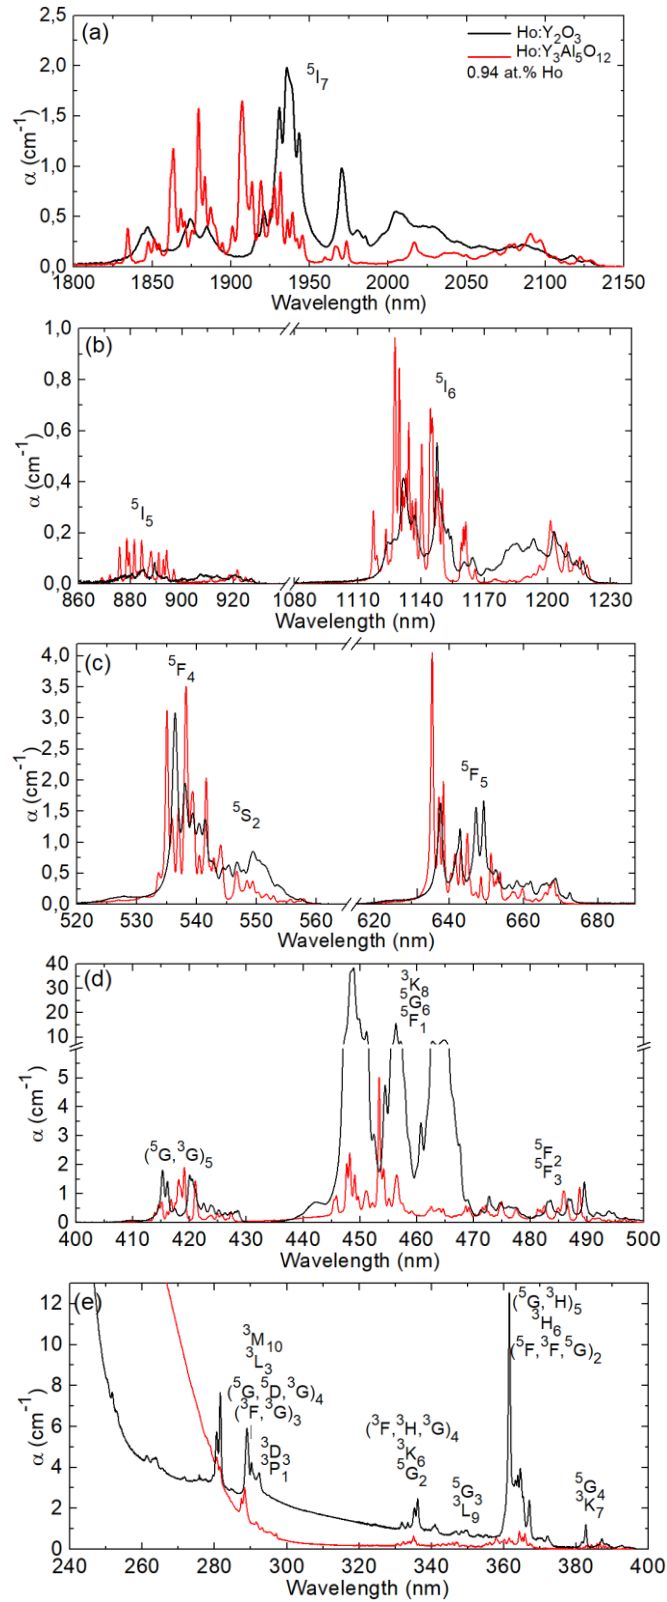 (a)
Ho:Y₂O₃
Ho:Y₃Al₅O₁₂
0.94 at.% Ho
⁵I₇
α (cm⁻¹)
2,5
2,0
1,5
1,0
0,5
0,0
1800 1850 1900 1950 2000 2050 2100 2150
Wavelength (nm)
(b)
⁵I₆
⁵I₅
α (cm⁻¹)
1,0
0,8
0,6
0,4
0,2
0,0
860 880 900 920 1080 1110 1140 1170 1200 1230
Wavelength (nm)
(c)
⁵F₄
⁵S₂
⁵F₅
α (cm⁻¹)
4,0
3,5
3,0
2,5
2,0
1,5
1,0
0,5
0,0
520 530 540 550 560 620 640 660 680
Wavelength (nm)
(d)
³K₈
⁵G₆
⁵F₁
(⁵G,³G)₅
⁵F₂
⁵F₃
α (cm⁻¹)
40
30
20
10
5
4
3
2
1
0
400 410 420 430 440 450 460 470 480 490 500
Wavelength (nm)
(e)
(⁵G,³H)₅
³H₆
(⁵F,³F,⁵G)₂
³M₁₀
³L₃
(⁵G,⁵D,³G)₄
(³F,³G)₃
³D₃
³P₁
(³F,³H,³G)₄
³K₆
⁵G₂
⁵G₃
³L₉
⁵G₄
³K₇
α (cm⁻¹)
12
10
8
6
4
2
0
240 260 280 300 320 340 360 380 400
Wavelength (nm)